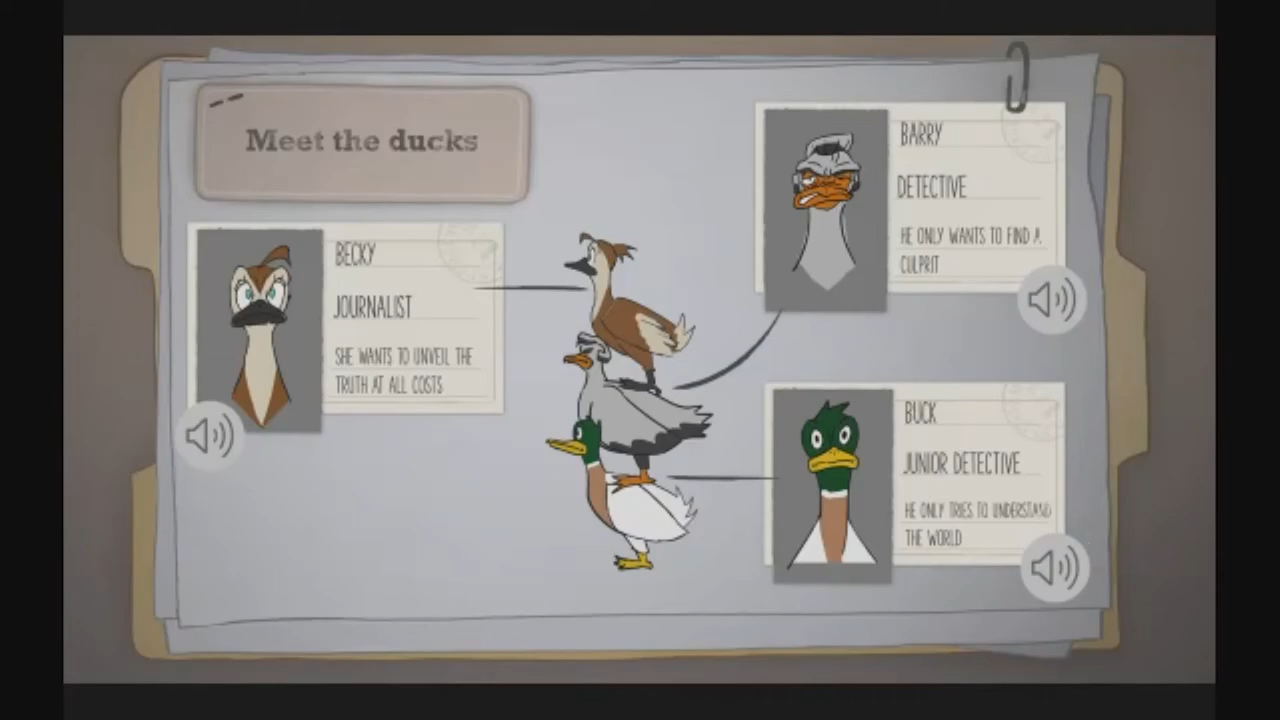 Meet the ducks
BECKY
JOURNALIST
SHE WANTS TO UNVEIL THE
TRUTH AT ALL COSTS
BARRY
DETECTIVE
HE ONLY WANTS TO FIND A
CULPRIT
BUCK
JUNIOR DETECTIVE
HE ONLY TRIES TO UNDERSTAND
THE WORLD